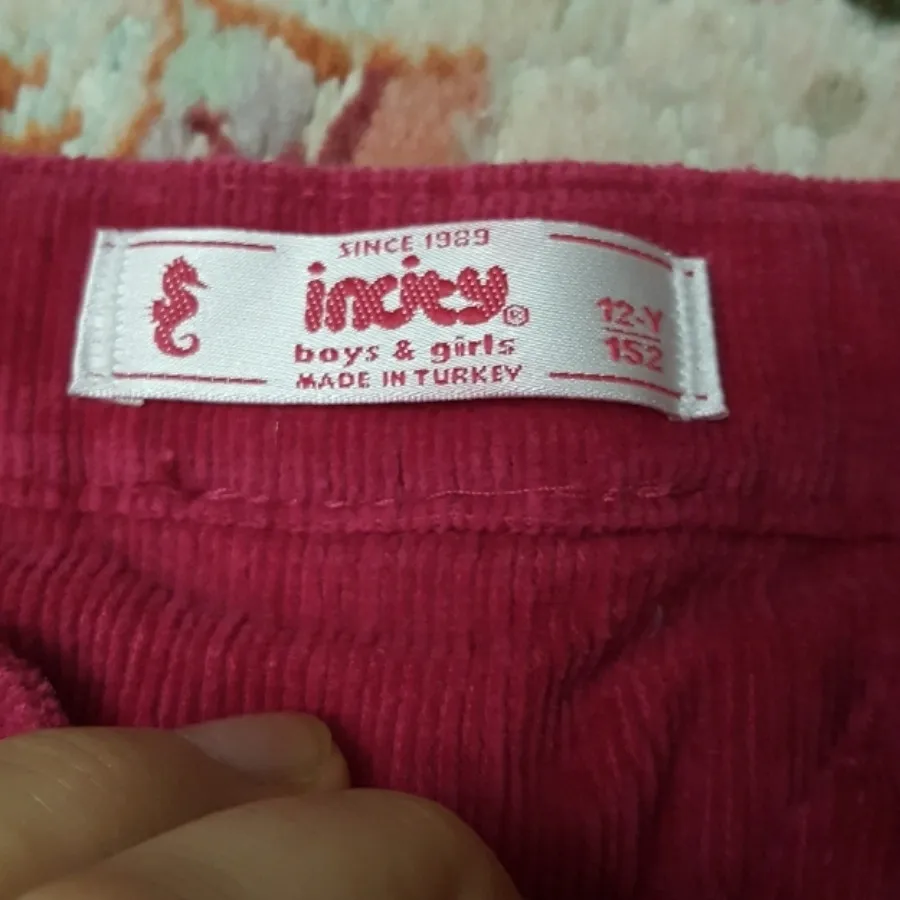 SINCE 1989
incity®
boys & girls
MADE IN TURKEY
12-Y
152